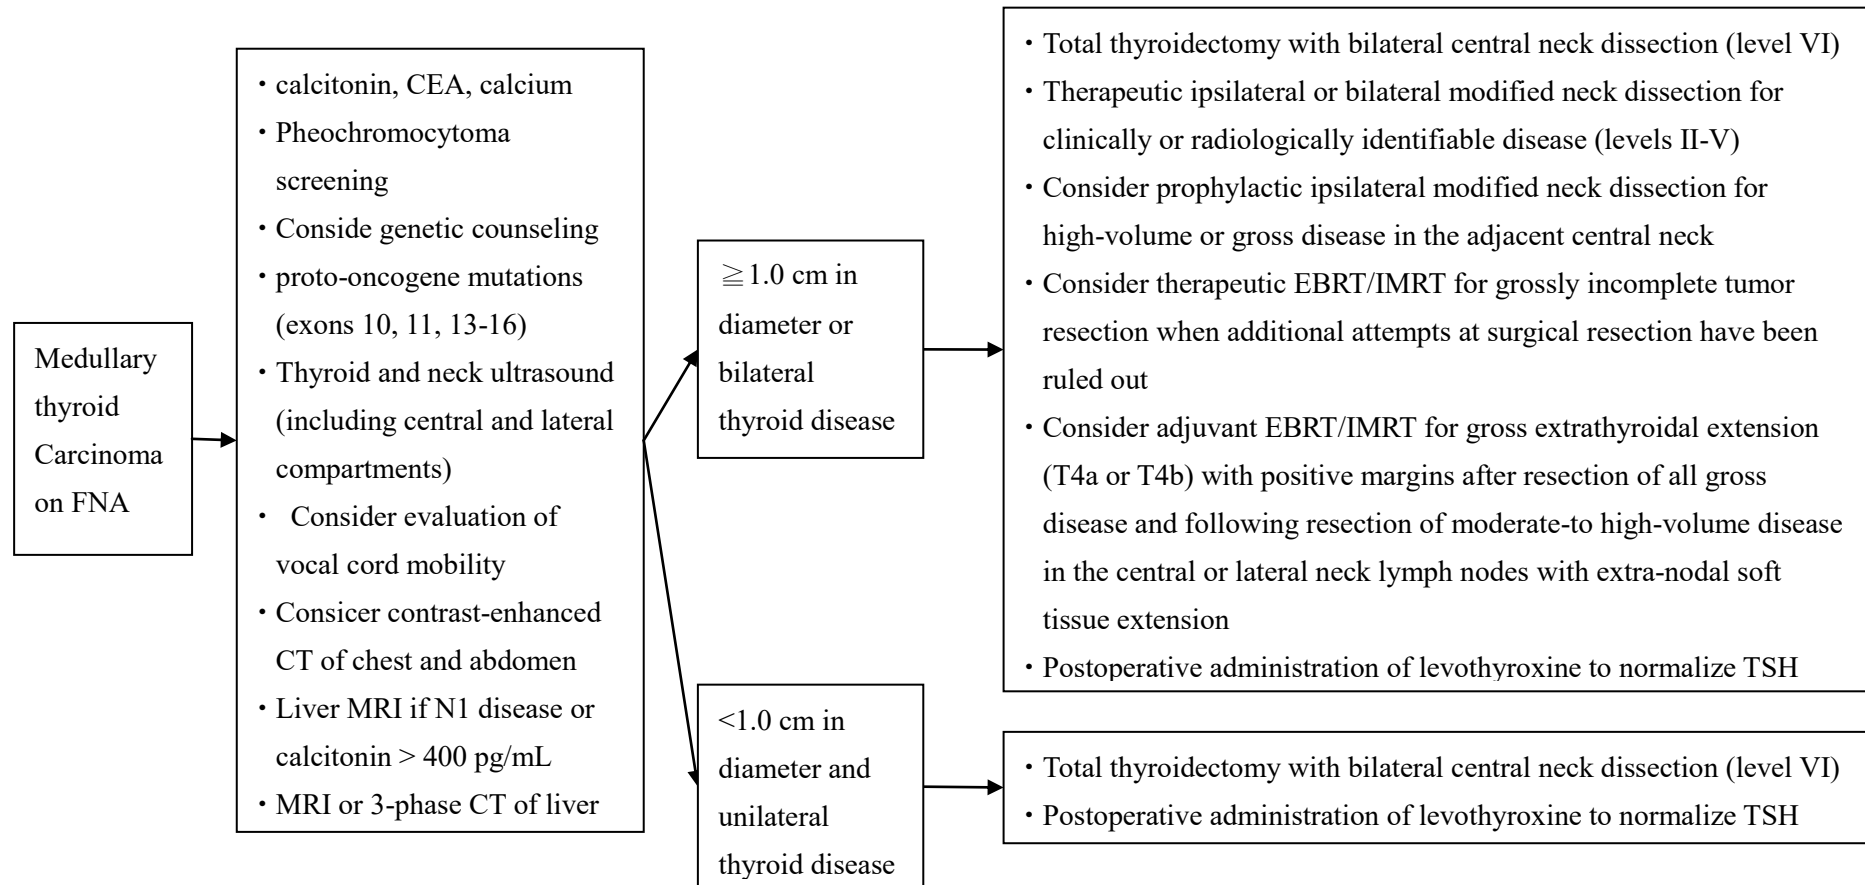 Medullary
thyroid
Carcinoma
on FNA
・calcitonin, CEA, calcium
・Pheochromocytoma
screening
・Conside genetic counseling
・proto-oncogene mutations
(exons 10, 11, 13-16)
・Thyroid and neck ultrasound
(including central and lateral
compartments)
・ Consider evaluation of
vocal cord mobility
・Consicer contrast-enhanced
CT of chest and abdomen
・Liver MRI if N1 disease or
calcitonin > 400 pg/mL
・MRI or 3-phase CT of liver
≧1.0 cm in
diameter or
bilateral
thyroid disease
<1.0 cm in
diameter and
unilateral
thyroid disease
・Total thyroidectomy with bilateral central neck dissection (level VI)
・Therapeutic ipsilateral or bilateral modified neck dissection for
clinically or radiologically identifiable disease (levels II-V)
・Consider prophylactic ipsilateral modified neck dissection for
high-volume or gross disease in the adjacent central neck
・Consider therapeutic EBRT/IMRT for grossly incomplete tumor
resection when additional attempts at surgical resection have been
ruled out
・Consider adjuvant EBRT/IMRT for gross extrathyroidal extension
(T4a or T4b) with positive margins after resection of all gross
disease and following resection of moderate-to high-volume disease
in the central or lateral neck lymph nodes with extra-nodal soft
tissue extension
・Postoperative administration of levothyroxine to normalize TSH
・Total thyroidectomy with bilateral central neck dissection (level VI)
・Postoperative administration of levothyroxine to normalize TSH